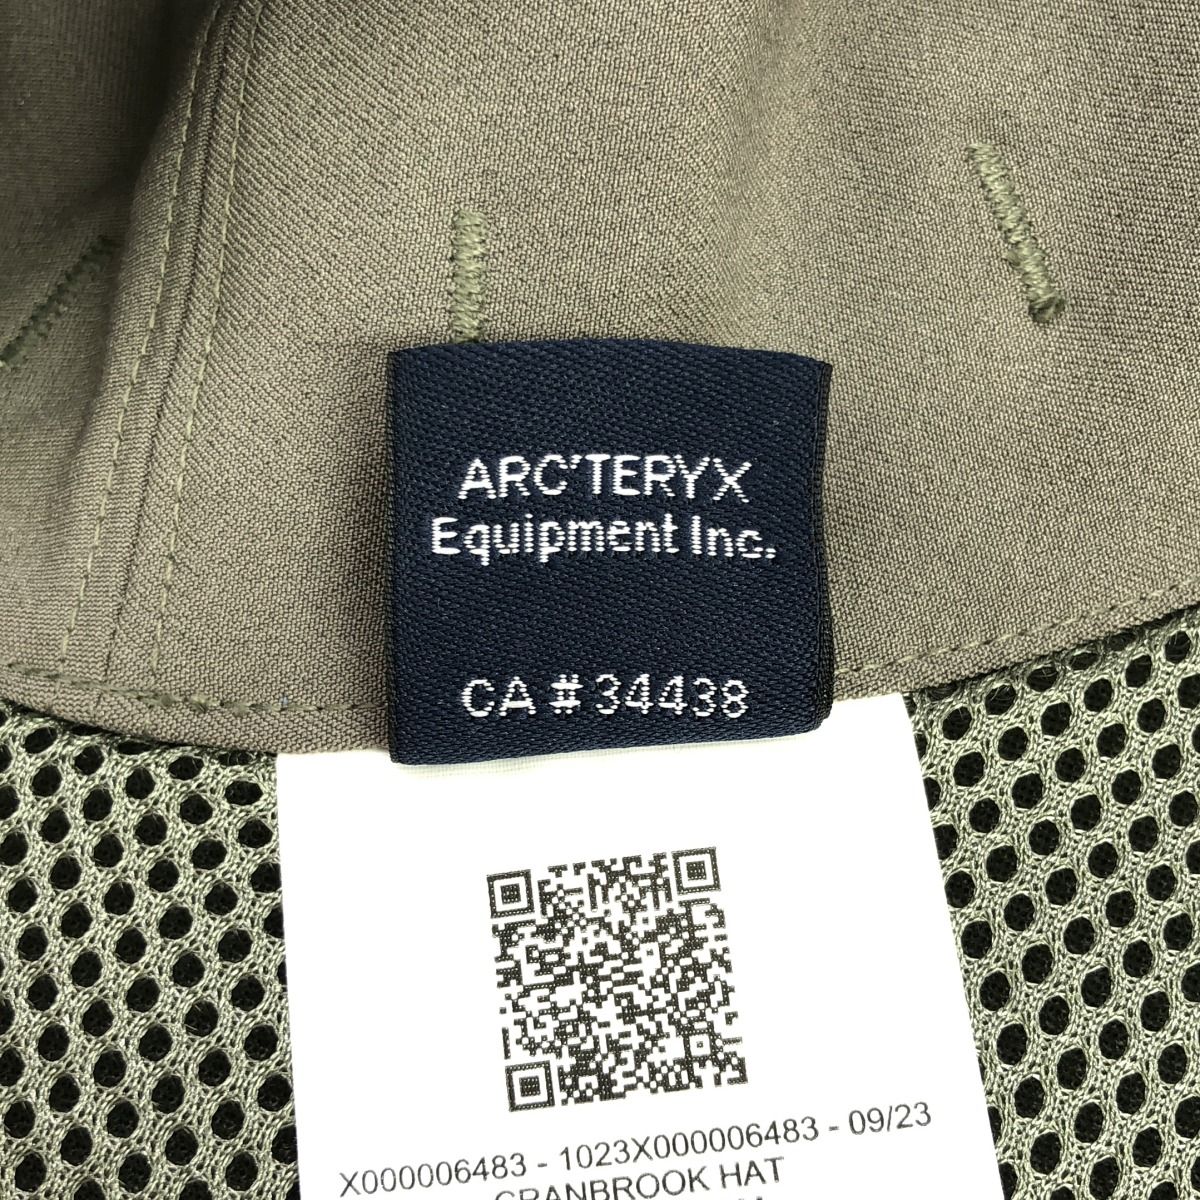 ARC'TERYX
Equipment Inc.
CA # 34438
X000006483 - 1023X000006483 - 09/23
CRANBROOK HAT